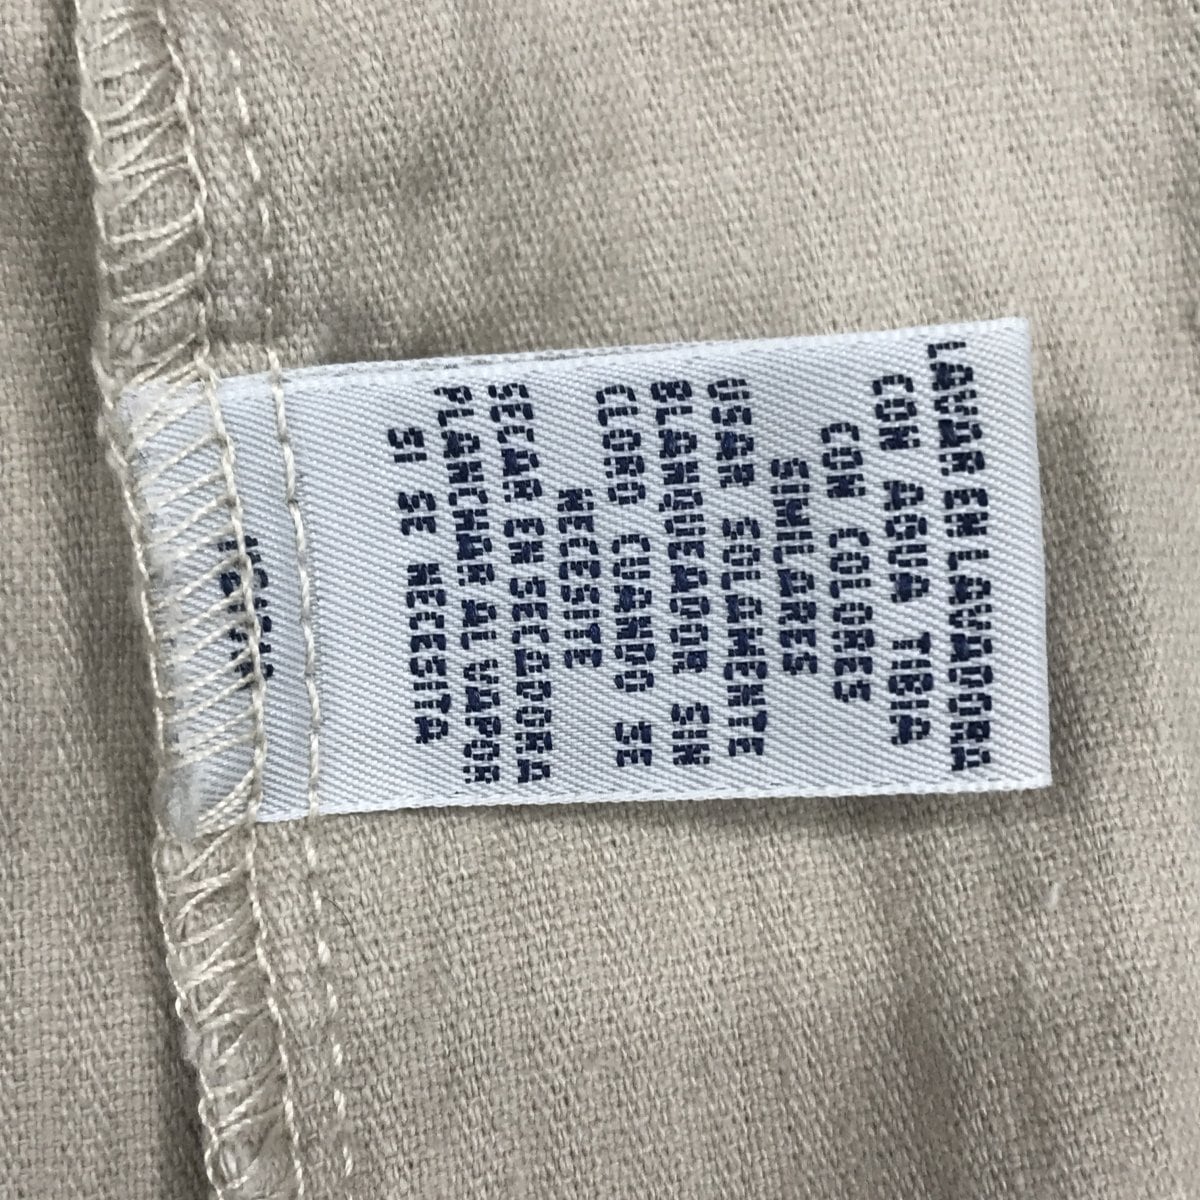 LAVAR EN LAVADORA
CON AGUA TIBIA
CON COLORES
SIMILARES
USAR SOLAMENTE
BLANQUEADOR SIN
CLORO CUANDO SE
NECESITE
SECAR EN SECADORA
PLANCHAR AL VAPOR
SI SE NECESITA